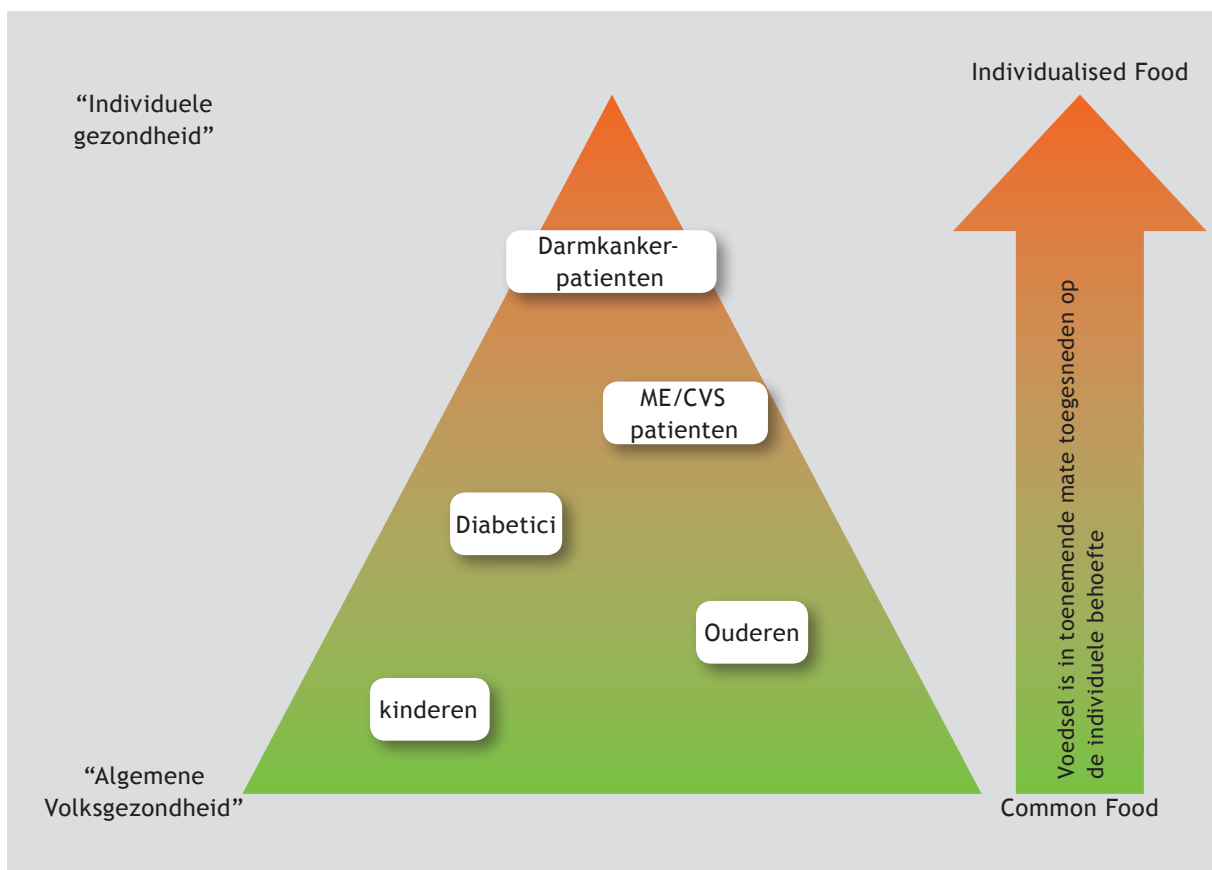 Individualised Food
“Individuele
gezondheid”
Darmkanker-
patienten
ME/CVS
patienten
Diabetici
Ouderen
kinderen
Voedsel is in toenemende mate toegesneden op
de individuele behoefte
“Algemene
Volksgezondheid”
Common Food